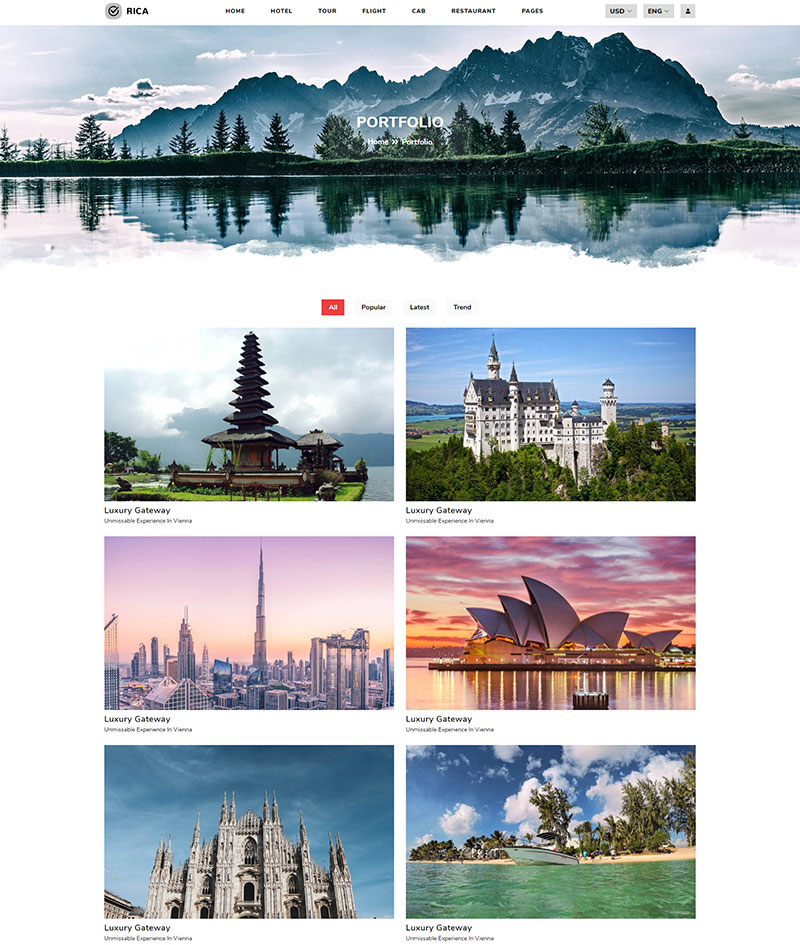 RICA HOME HOTEL TOUR FLIGHT CAB RESTAURANT PAGES USD ENG
PORTFOLIO
Home » Portfolio
All Popular Latest Trend
Luxury Gateway
Unmissable Experience In Vienna
Luxury Gateway
Unmissable Experience In Vienna
Luxury Gateway
Unmissable Experience In Vienna
Luxury Gateway
Unmissable Experience In Vienna
Luxury Gateway
Unmissable Experience In Vienna
Luxury Gateway
Unmissable Experience In Vienna